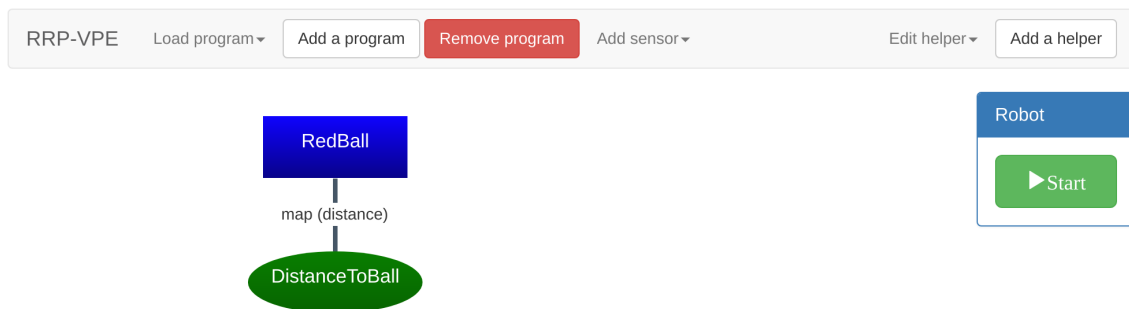 RRP-VPE Load program Add a program Remove program Add sensor Edit helper Add a helper
Robot
RedBall
Start
map (distance)
DistanceToBall